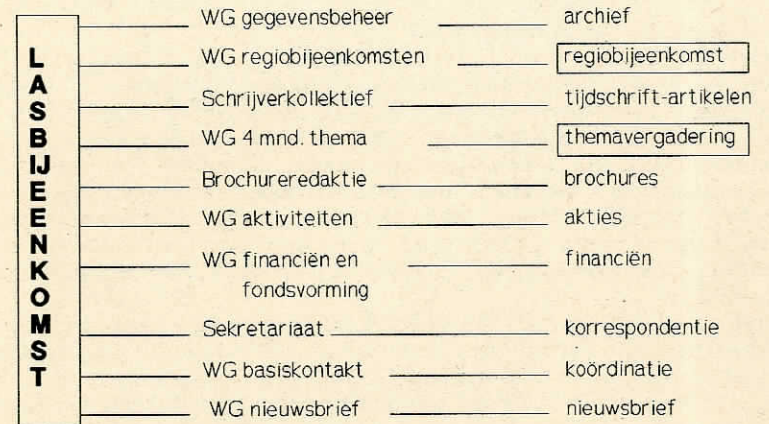 LASBIJEENKOMST
WG gegevensbeheer archief
WG regiobijeenkomsten regiobijeenkomst
Schrijverkollektief tijdschrift-artikelen
WG 4 mnd. thema themavergadering
Brochureredaktie brochures
WG aktiviteiten akties
WG financiën en financiën
fondsvorming
Sekretariaat korrespondentie
WG basiskontakt koördinatie
WG nieuwsbrief nieuwsbrief